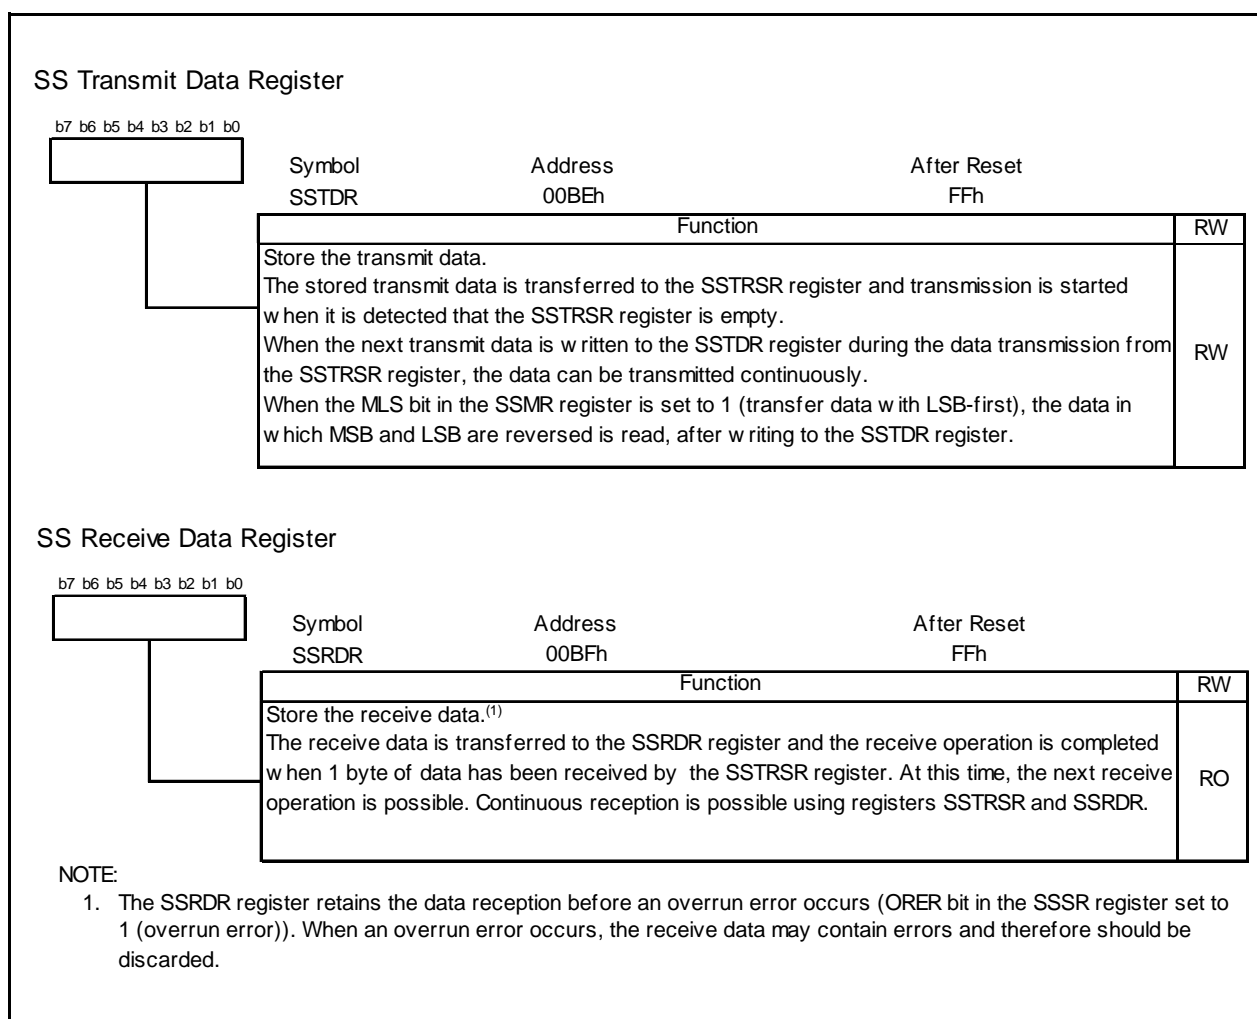 SS Transmit Data Register
b7 b6 b5 b4 b3 b2 b1 b0
Symbol Address After Reset
SSTDR 00BEh FFh
Function RW
Store the transmit data.
The stored transmit data is transferred to the SSTRSR register and transmission is started
when it is detected that the SSTRSR register is empty.
When the next transmit data is written to the SSTDR register during the data transmission from
the SSTRSR register, the data can be transmitted continuously.
When the MLS bit in the SSMR register is set to 1 (transfer data with LSB-first), the data in
which MSB and LSB are reversed is read, after writing to the SSTDR register.
RW
SS Receive Data Register
b7 b6 b5 b4 b3 b2 b1 b0
Symbol Address After Reset
SSRDR 00BFh FFh
Function RW
Store the receive data.(1)
The receive data is transferred to the SSRDR register and the receive operation is completed
when 1 byte of data has been received by the SSTRSR register. At this time, the next receive
operation is possible. Continuous reception is possible using registers SSTRSR and SSRDR.
RO
NOTE:
1. The SSRDR register retains the data reception before an overrun error occurs (ORER bit in the SSSR register set to
1 (overrun error)). When an overrun error occurs, the receive data may contain errors and therefore should be
discarded.